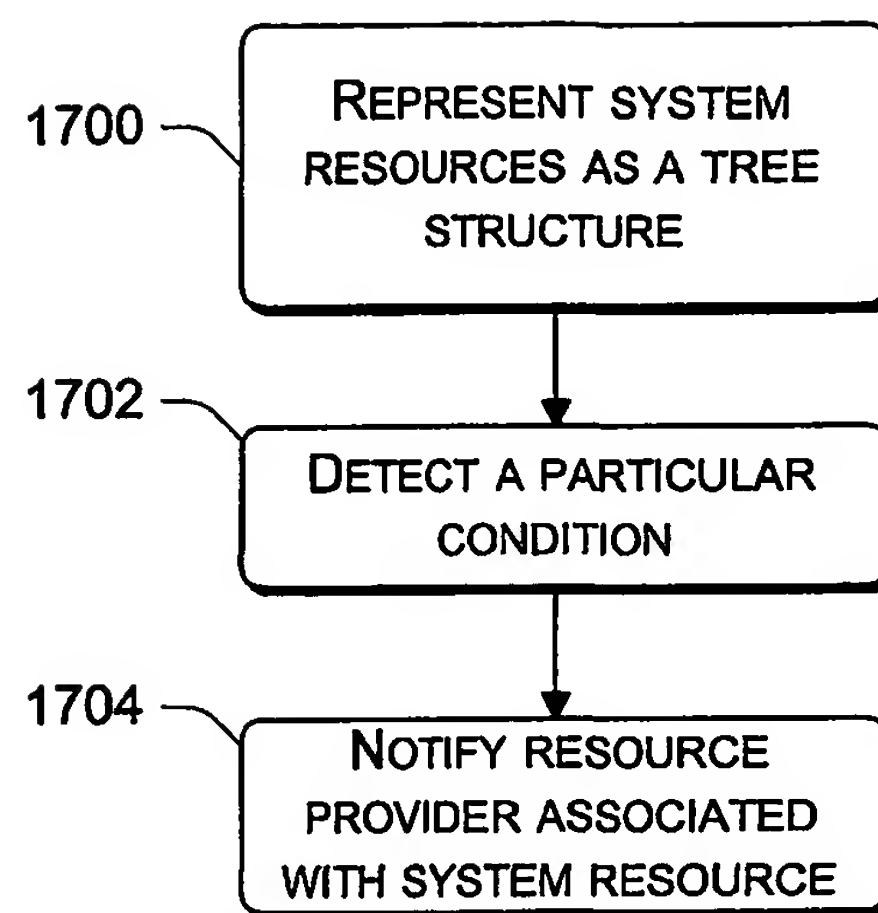 1700
REPRESENT SYSTEM
RESOURCES AS A TREE
STRUCTURE
1702
DETECT A PARTICULAR
CONDITION
1704
NOTIFY RESOURCE
PROVIDER ASSOCIATED
WITH SYSTEM RESOURCE